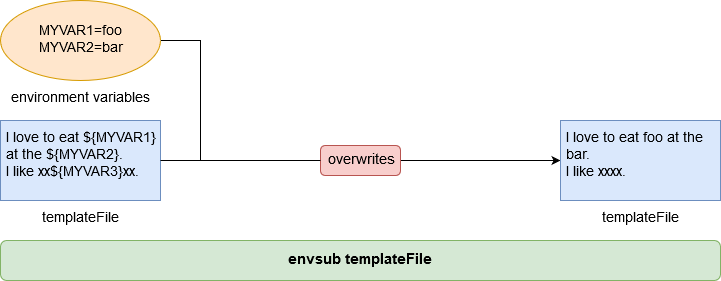 MYVAR1=foo
MYVAR2=bar
environment variables
I love to eat ${MYVAR1}
at the ${MYVAR2}.
I like xx${MYVAR3}xx.
templateFile
overwrites
I love to eat foo at the
bar.
I like xxxx.
templateFile
envsub templateFile